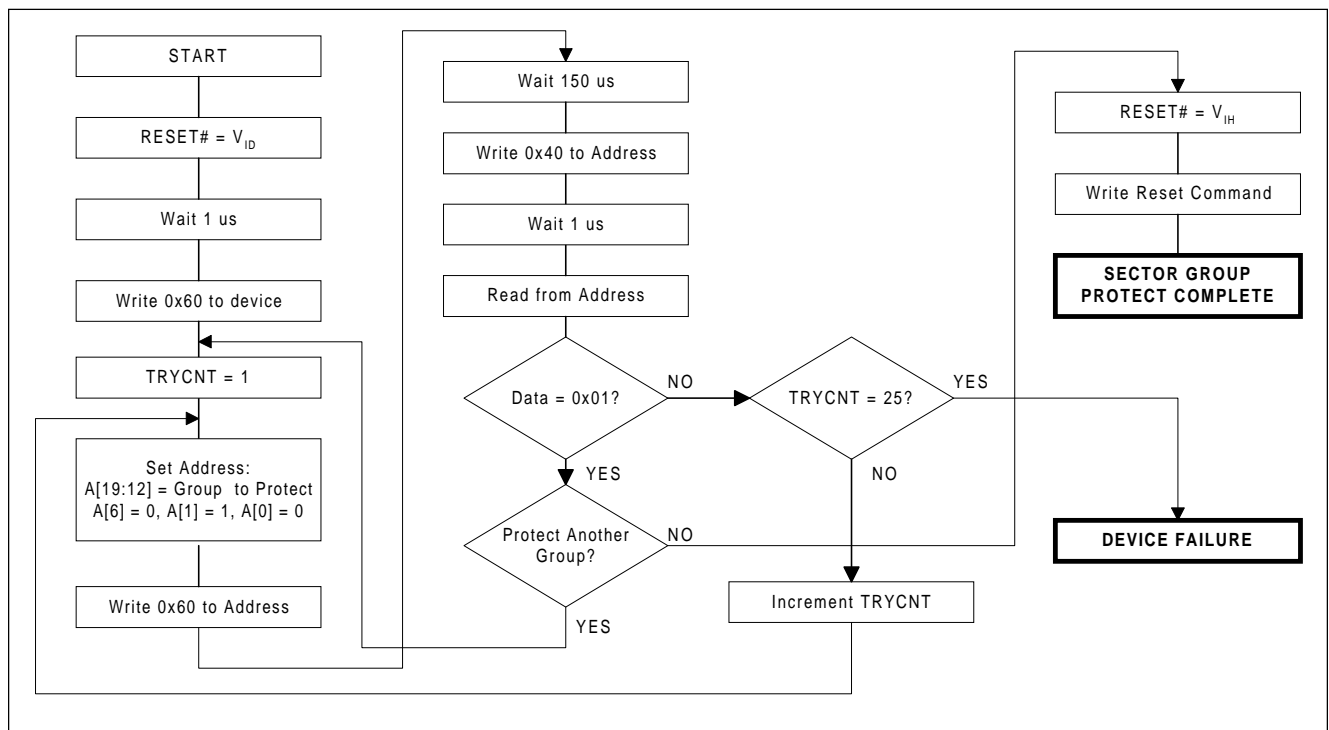 START
RESET# = VID
Wait 1 us
Write 0x60 to device
TRYCNT = 1
Set Address:
A[19:12] = Group to Protect
A[6] = 0, A[1] = 1, A[0] = 0
Write 0x60 to Address
Wait 150 us
Write 0x40 to Address
Wait 1 us
Read from Address
Data = 0x01?
NO
YES
Protect Another
Group?
NO
YES
TRYCNT = 25?
YES
NO
Increment TRYCNT
RESET# = VIH
Write Reset Command
SECTOR GROUP
PROTECT COMPLETE
DEVICE FAILURE